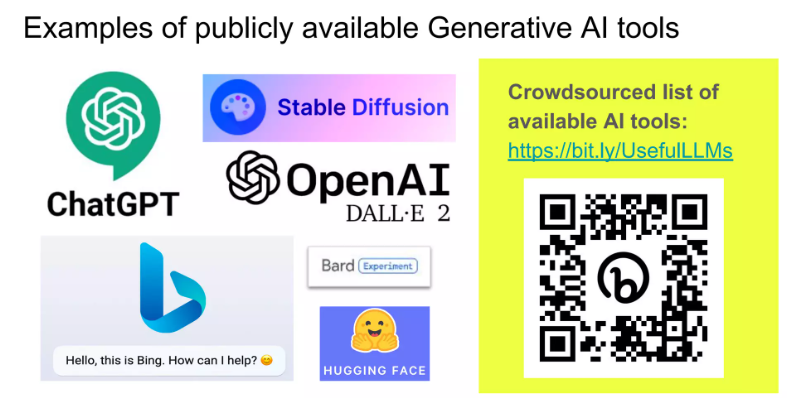 Examples of publicly available Generative AI tools
ChatGPT
Stable Diffusion
OpenAI
DALL·E 2
Hello, this is Bing. How can I help? 😊
Bard Experiment
HUGGING FACE
Crowdsourced list of
available AI tools:
https://bit.ly/UsefulLLMs